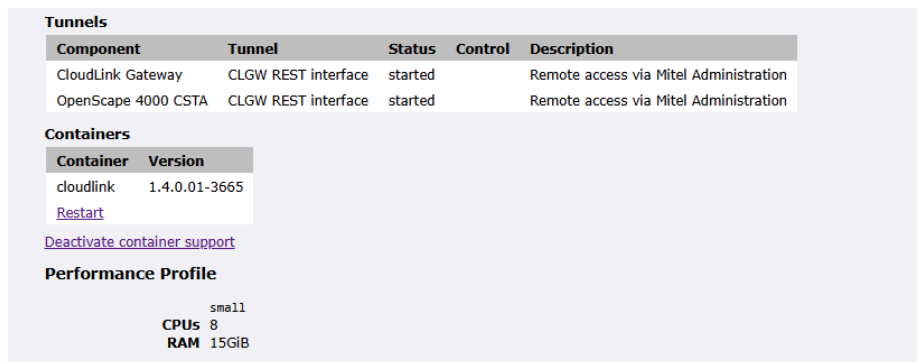 Tunnels
Component Tunnel Status Control Description
CloudLink Gateway CLGW REST interface started Remote access via Mitel Administration
OpenScape 4000 CSTA CLGW REST interface started Remote access via Mitel Administration
Containers
Container Version
cloudlink 1.4.0.01-3665
Restart
Deactivate container support
Performance Profile
small
CPUs 8
RAM 15GiB